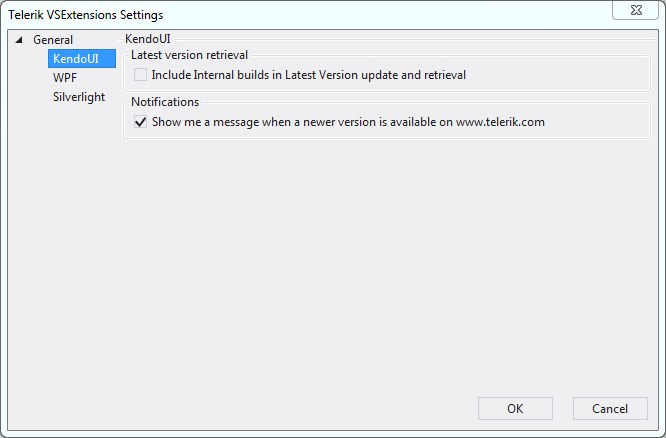 Telerik VSExtensions Settings
General
KendoUI
WPF
Silverlight
KendoUI
Latest version retrieval
Include Internal builds in Latest Version update and retrieval
Notifications
Show me a message when a newer version is available on www.telerik.com
OK
Cancel